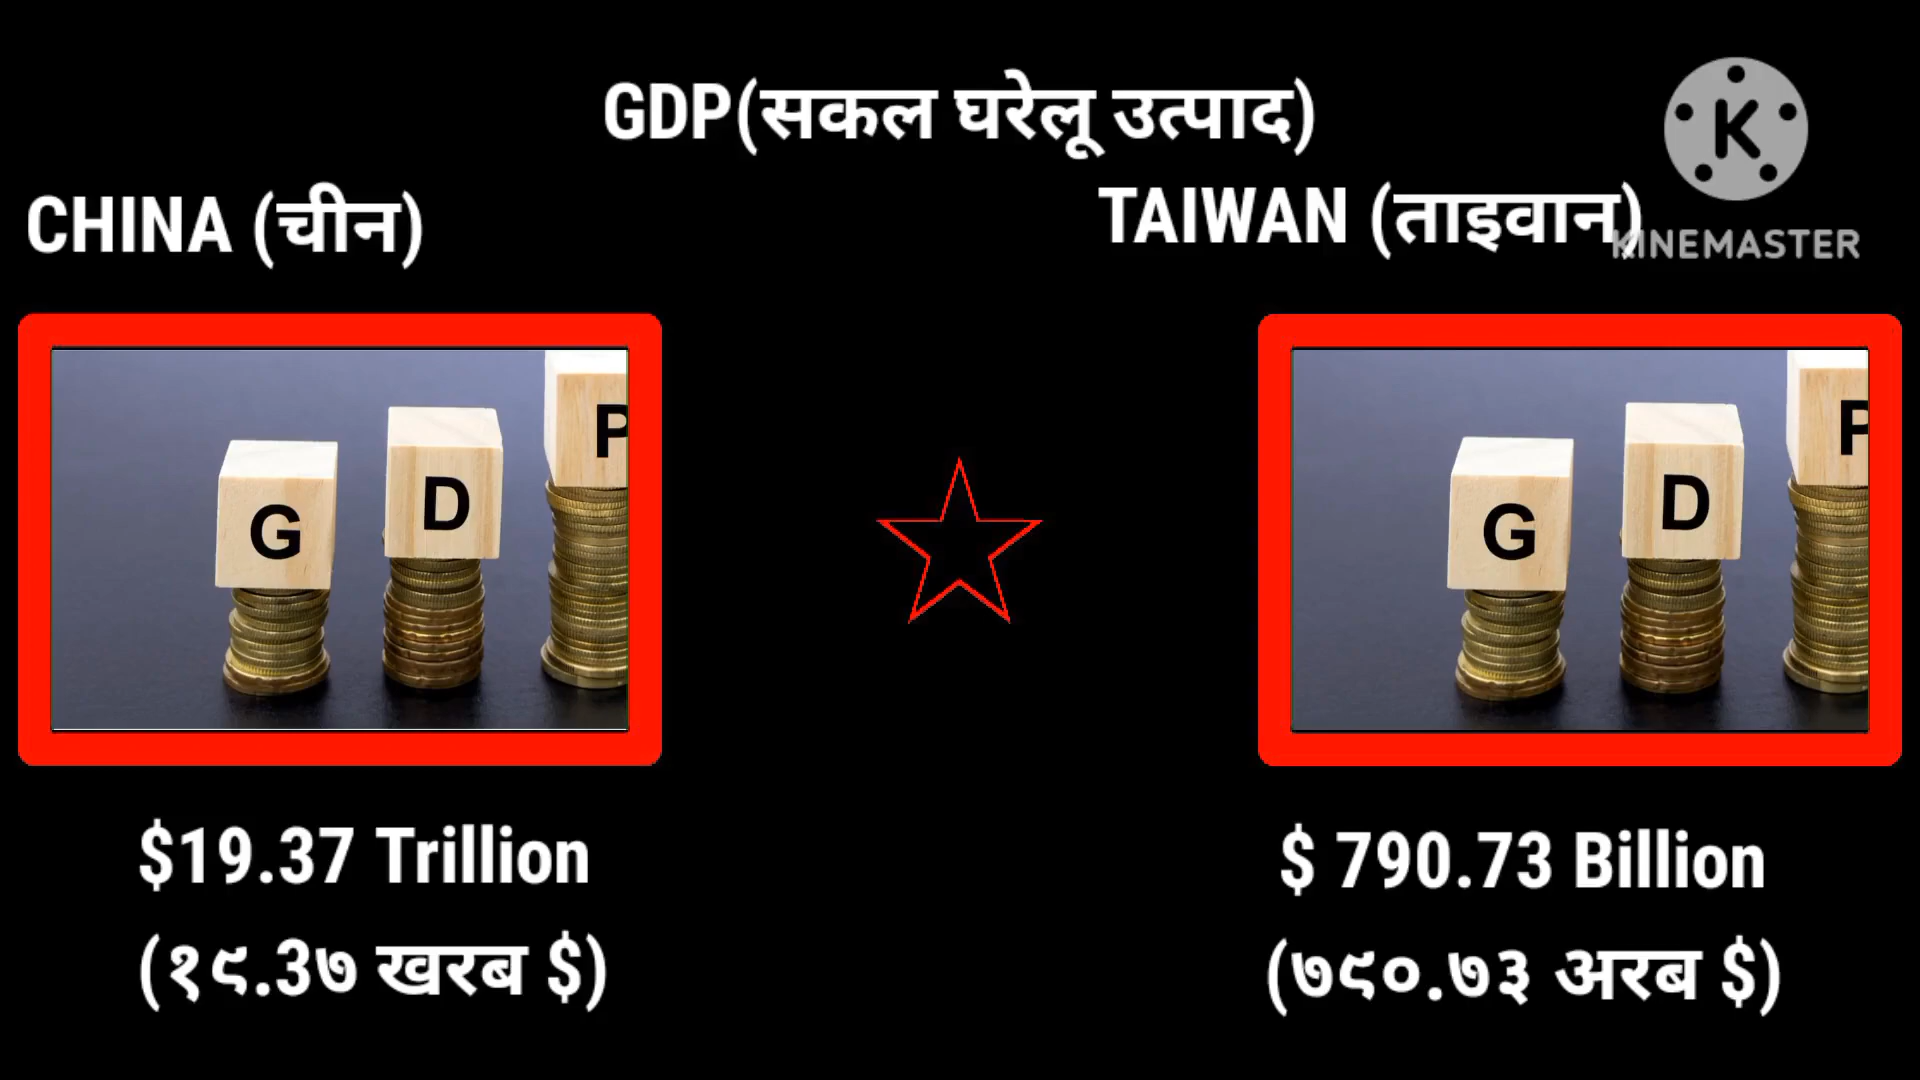 GDP(सकल घरेलू उत्पाद)
CHINA (चीन)
TAIWAN (ताइवान)
K
KINEMASTER
G
D
P
G
D
P
$19.37 Trillion
$ 790.73 Billion
(१९.3७ खरब $)
(७९०.७३ अरब $)